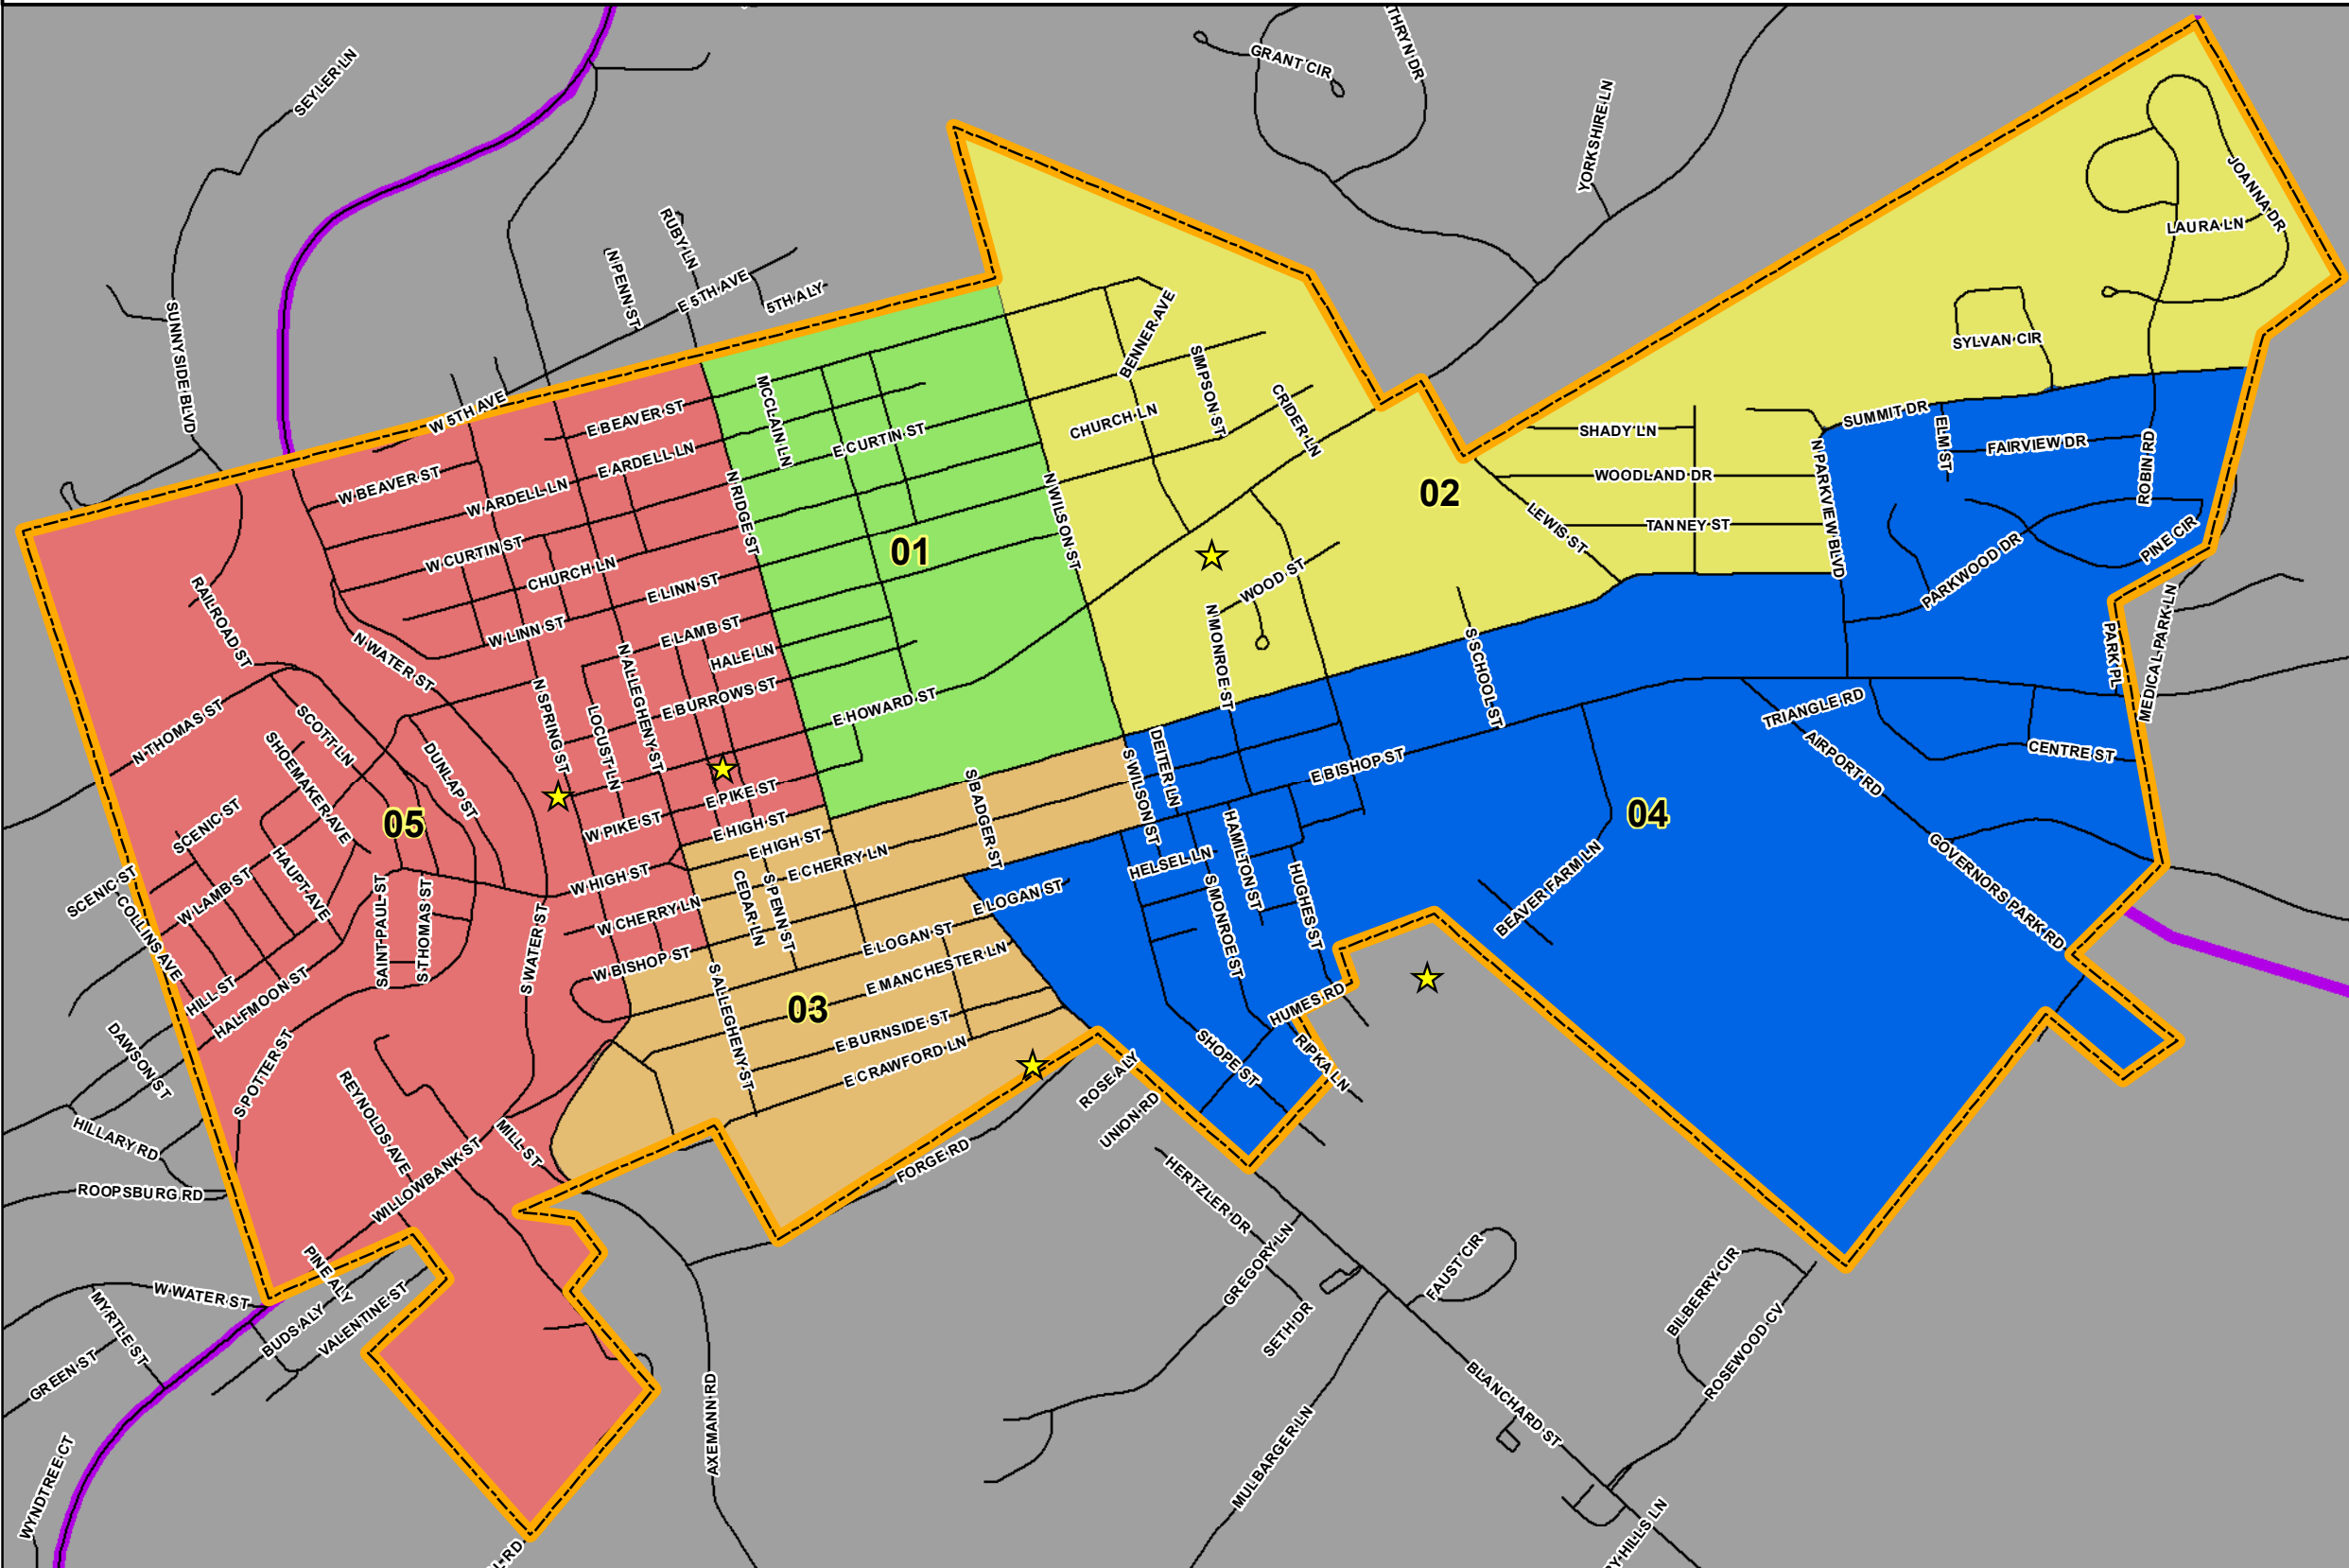 SEYLER LN
GRANT CIR
THRYN DR
YORKSHIRE LN
JOANNA DR
LAURA LN
SYLVAN CIR
RUBY LN
N PENN ST
E 5TH AVE
5TH ALY
SUNNYSIDE BLVD
BENNER AVE
SIMPSON ST
CRIDER LN
CHURCH LN
MCCLAIN LN
E CURTIN ST
W 5TH AVE
E BEAVER ST
W BEAVER ST
E ARDELL LN
W ARDELL LN
SHADY LN
WOODLAND DR
TANNEY ST
LEWIS ST
SUMMIT DR
ELM ST
FAIRVIEW DR
ROBIN RD
N PARKVIEW BLVD
PARKWOOD DR
PINE CIR
PARK PL
MEDICAL PARK LN
02
01
N RIDGE ST
N WILSON ST
W CURTIN ST
CHURCH LN
E LINN ST
W LINN ST
E LAMB ST
HALE LN
E BURROWS ST
E HOWARD ST
WOOD ST
N MONROE ST
S SCHOOL ST
RAILROAD ST
N WATER ST
N THOMAS ST
SCOTT LN
SHOEMAKER AVE
DUNLAP ST
N SPRING ST
LOCUST LN
N ALLEGHENY ST
E PIKE ST
W PIKE ST
E HIGH ST
E HIGH ST
W HIGH ST
E CHERRY LN
W CHERRY LN
S BADGER ST
S WILSON ST
DEITER LN
E BISHOP ST
TRIANGLE RD
AIRPORT RD
CENTRE ST
GOVERNORS PARK RD
04
05
SCENIC ST
SCENIC ST
W LAMB ST
HAUPT AVE
COLLINS AVE
HILL ST
HALFMOON ST
SAINT PAUL ST
S THOMAS ST
S WATER ST
W BISHOP ST
CEDAR LN
S PENN ST
E LOGAN ST
E LOGAN ST
E MANCHESTER LN
03
E BURNSIDE ST
E CRAWFORD LN
S ALLEGHENY ST
HELSEL LN
HAMILTON ST
S MONROE ST
HUGHES ST
BEAVER FARM LN
HUMES RD
RIPKA LN
SHOPE ST
ROSE ALY
UNION RD
FORGE RD
DAWSON ST
HILLARY RD
S POTTER ST
REYNOLDS AVE
WILLOWBANK ST
MILL ST
ROOPSBURG RD
PINE ALY
W WATER ST
BUDS ALY
VALENTINE ST
MYRTLE ST
GREEN ST
WYNDTREE CT
AXEMANN RD
HERTZLER DR
GREGORY LN
SETH DR
FAUST CIR
MULBARGER LN
BLANCHARD ST
BILBERRY CIR
ROSEWOOD CV
Y HILLS LN
L RD